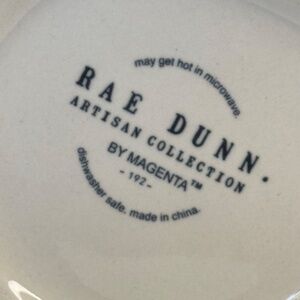 may get hot in microwave.
RAE DUNN.
ARTISAN COLLECTION
BY MAGENTA™
- 192 -
dishwasher safe. made in china.